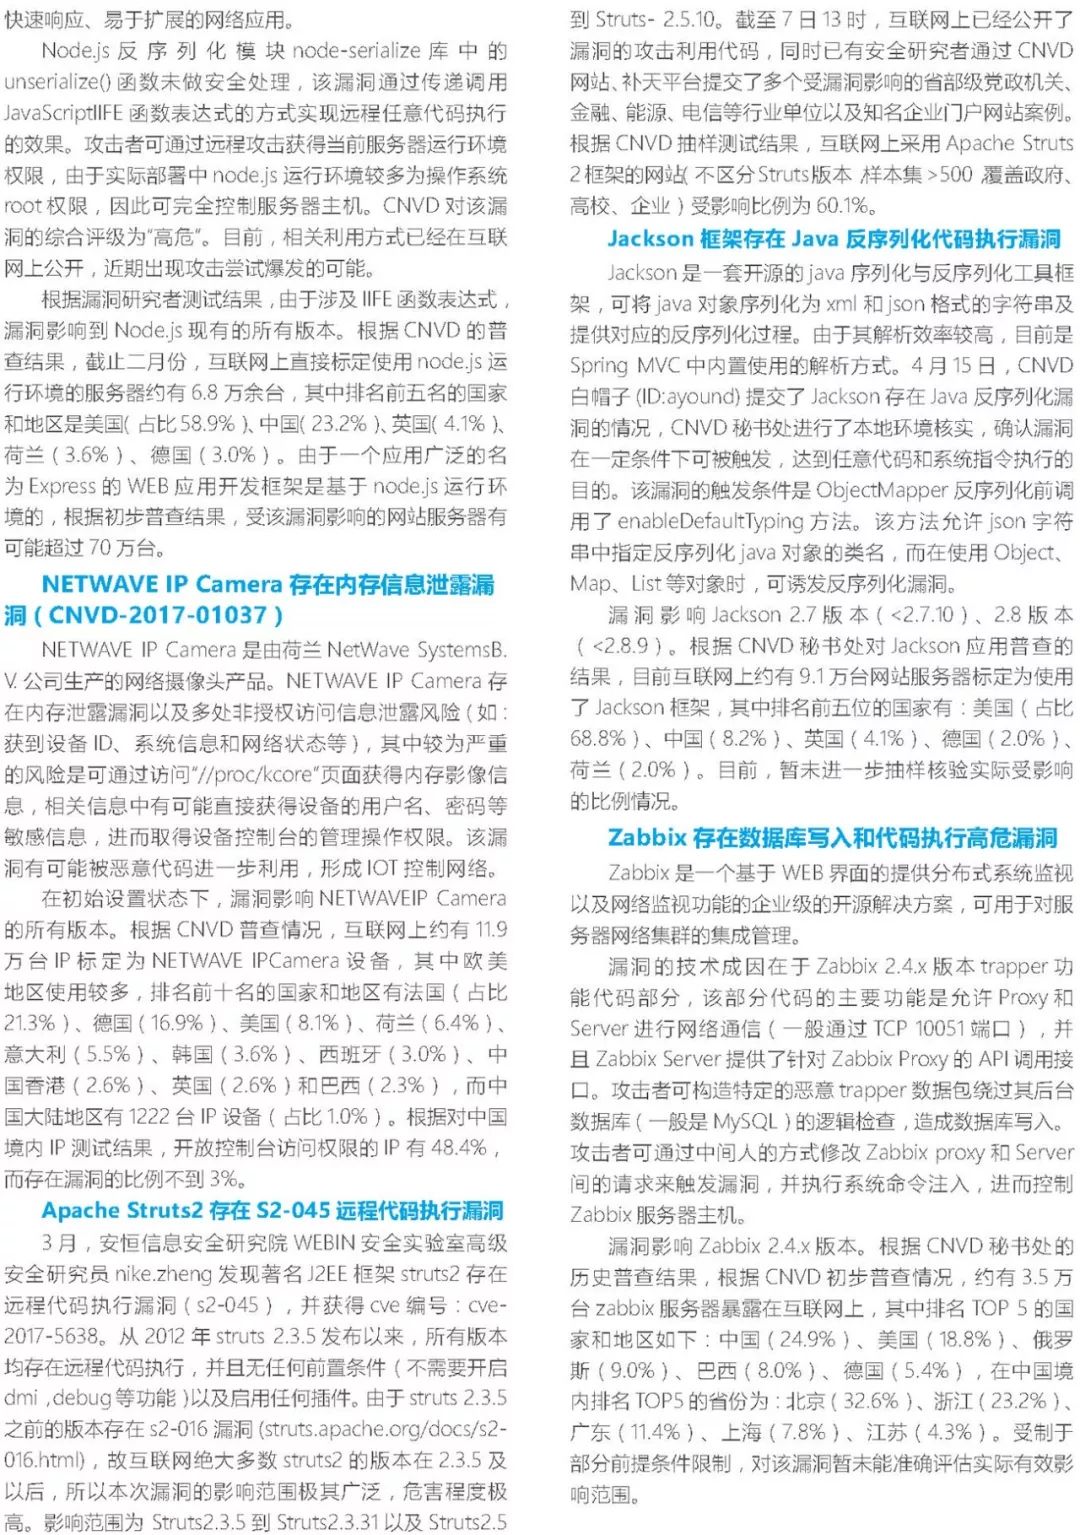 快速响应、易于扩展的网络应用。
Node.js 反序列化模块 node-serialize 库中的
unserialize() 函数未做安全处理，该漏洞通过传递调用
JavaScriptIIFE 函数表达式的方式实现远程任意代码执行
的效果。攻击者可通过远程攻击获得当前服务器运行环境
权限，由于实际部署中 node.js 运行环境较多为操作系统
root 权限，因此可完全控制服务器主机。CNVD 对该漏
洞的综合评级为“高危”。目前，相关利用方式已经在互联
网上公开，近期出现攻击尝试爆发的可能。
根据漏洞研究者测试结果，由于涉及 IIFE 函数表达式，
漏洞影响到 Node.js 现有的所有版本。根据 CNVD 的普
查结果，截止二月份，互联网上直接标定使用 node.js 运
行环境的服务器约有 6.8 万余台，其中排名前五名的国家
和地区是美国（占比 58.9%）、中国（23.2%）、英国（4.1%）、
荷兰（3.6%）、德国（3.0%）。由于一个应用广泛的名
为 Express 的 WEB 应用开发框架是基于 node.js 运行环
境的，根据初步普查结果，受该漏洞影响的网站服务器有
可能超过 70 万台。
NETWAVE IP Camera 存在内存信息泄露漏
洞（CNVD-2017-01037）
NETWAVE IP Camera 是由荷兰 NetWave SystemsB.
V. 公司生产的网络摄像头产品。NETWAVE IP Camera 存
在内存泄露漏洞以及多处非授权访问信息泄露风险（如：
获到设备 ID、系统信息和网络状态等），其中较为严重
的风险是可通过访问“//proc/kcore”页面获得内存影像信
息，相关信息中有可能直接获得设备的用户名、密码等
敏感信息，进而取得设备控制台的管理操作权限。该漏
洞有可能被恶意代码进一步利用，形成 IOT 控制网络。
在初始设置状态下，漏洞影响 NETWAVEIP Camera
的所有版本。根据 CNVD 普查情况，互联网上约有 11.9
万台 IP 标定为 NETWAVE IPCamera 设备，其中欧美
地区使用较多，排名前十名的国家和地区有法国（占比
21.3%）、德国（16.9%）、美国（8.1%）、荷兰（6.4%）、
意大利（5.5%）、韩国（3.6%）、西班牙（3.0%）、中
国香港（2.6%）、英国（2.6%）和巴西（2.3%），而中
国大陆地区有 1222 台 IP 设备（占比 1.0%）。根据对中国
境内 IP 测试结果，开放控制台访问权限的 IP 有 48.4%，
而存在漏洞的比例不到 3%。
Apache Struts2 存在 S2-045 远程代码执行漏洞
3 月，安恒信息安全研究院 WEBIN 安全实验室高级
安全研究员 nike.zheng 发现著名 J2EE 框架 struts2 存在
远程代码执行漏洞（s2-045），并获得 cve 编号：cve-
2017-5638。从 2012 年 struts 2.3.5 发布以来，所有版本
均存在远程代码执行，并且无任何前置条件（不需要开启
dmi ,debug 等功能）以及启用任何插件。由于 struts 2.3.5
之前的版本存在 s2-016 漏洞 (struts.apache.org/docs/s2-
016.html)，故互联网绝大多数 struts2 的版本在 2.3.5 及
以后，所以本次漏洞的影响范围极其广泛，危害程度极
高。影响范围为 Struts2.3.5 到 Struts2.3.31 以及 Struts2.5
到 Struts- 2.5.10。截至 7 日 13 时，互联网上已经公开了
漏洞的攻击利用代码，同时已有安全研究者通过 CNVD
网站、补天平台提交了多个受漏洞影响的省部级党政机关、
金融、能源、电信等行业单位以及知名企业门户网站案例。
根据 CNVD 抽样测试结果，互联网上采用 Apache Struts
2 框架的网站（不区分 Struts 版本，样本集 >500，覆盖政府、
高校、企业）受影响比例为 60.1%。
Jackson 框架存在 Java 反序列化代码执行漏洞
Jackson 是一套开源的 java 序列化与反序列化工具框
架，可将 java 对象序列化为 xml 和 json 格式的字符串及
提供对应的反序列化过程。由于其解析效率较高，目前是
Spring MVC 中内置使用的解析方式。4 月 15 日，CNVD
白帽子 (ID:ayound) 提交了 Jackson 存在 Java 反序列化漏
洞的情况，CNVD 秘书处进行了本地环境核实，确认漏洞
在一定条件下可被触发，达到任意代码和系统指令执行的
目的。该漏洞的触发条件是 ObjectMapper 反序列化前调
用了 enableDefaultTyping 方法。该方法允许 json 字符
串中指定反序列化 java 对象的类名，而在使用 Object、
Map、List 等对象时，可诱发反序列化漏洞。
漏洞影响 Jackson 2.7 版本（<2.7.10）、2.8 版本
（<2.8.9）。根据 CNVD 秘书处对 Jackson 应用普查的
结果，目前互联网上约有 9.1 万台网站服务器标定为使用
了 Jackson 框架，其中排名前五位的国家有：美国（占比
68.8%）、中国（8.2%）、英国（4.1%）、德国（2.0%）、
荷兰（2.0%）。目前，暂未进一步抽样核验实际受影响
的比例情况。
Zabbix 存在数据库写入和代码执行高危漏洞
Zabbix 是一个基于 WEB 界面的提供分布式系统监视
以及网络监视功能的企业级的开源解决方案，可用于对服
务器网络集群的集成管理。
漏洞的技术成因在于 Zabbix 2.4.x 版本 trapper 功
能代码部分，该部分代码的主要功能是允许 Proxy 和
Server 进行网络通信（一般通过 TCP 10051 端口），并
且 Zabbix Server 提供了针对 Zabbix Proxy 的 API 调用接
口。攻击者可构造特定的恶意 trapper 数据包绕过其后台
数据库（一般是 MySQL）的逻辑检查，造成数据库写入。
攻击者可通过中间人的方式修改 Zabbix proxy 和 Server
间的请求来触发漏洞，并执行系统命令注入，进而控制
Zabbix 服务器主机。
漏洞影响 Zabbix 2.4.x 版本。根据 CNVD 秘书处的
历史普查结果，根据 CNVD 初步普查情况，约有 3.5 万
台 zabbix 服务器暴露在互联网上，其中排名 TOP 5 的国
家和地区如下：中国（24.9%）、美国（18.8%）、俄罗
斯（9.0%）、巴西（8.0%）、德国（5.4%），在中国境
内排名 TOP5 的省份为：北京（32.6%）、浙江（23.2%）、
广东（11.4%）、上海（7.8%）、江苏（4.3%）。受制于
部分前提条件限制，对该漏洞暂未能准确评估实际有效影
响范围。